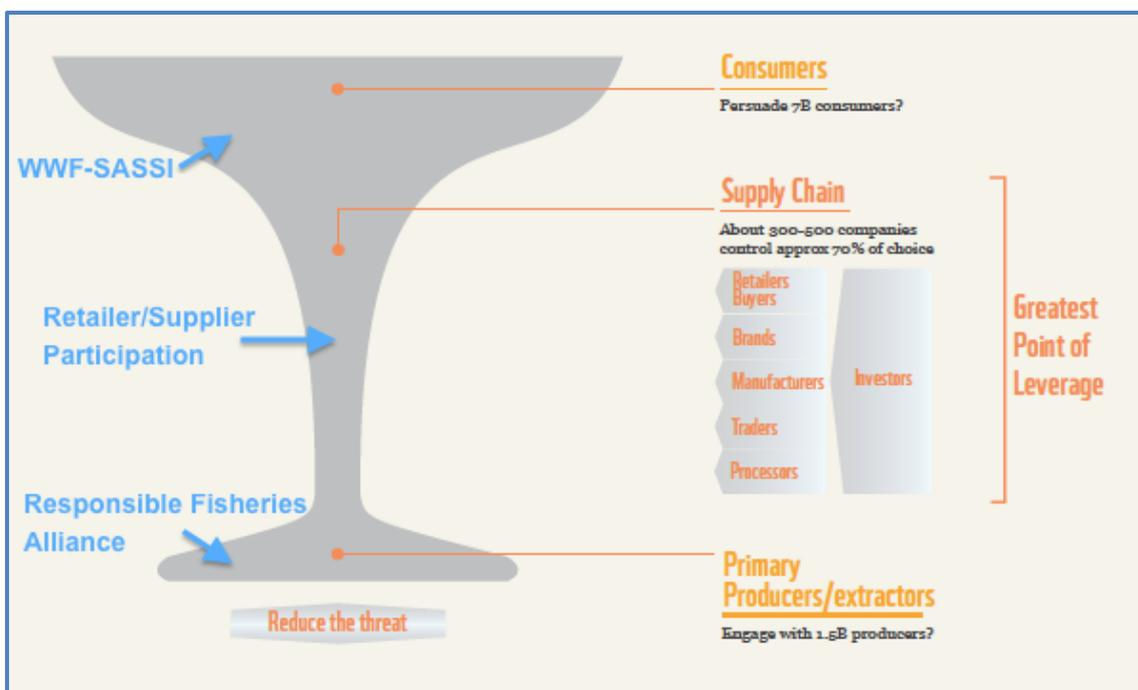 Consumers
Persuade 7B consumers?
WWF-SASSI
Supply Chain
About 300-500 companies
control approx 70% of choice
Retailers
Buyers
Brands
Manufacturers
Traders
Processors
Investors
Greatest
Point of
Leverage
Retailer/Supplier
Participation
Responsible Fisheries
Alliance
Primary
Producers/extractors
Engage with 1.5B producers?
Reduce the threat